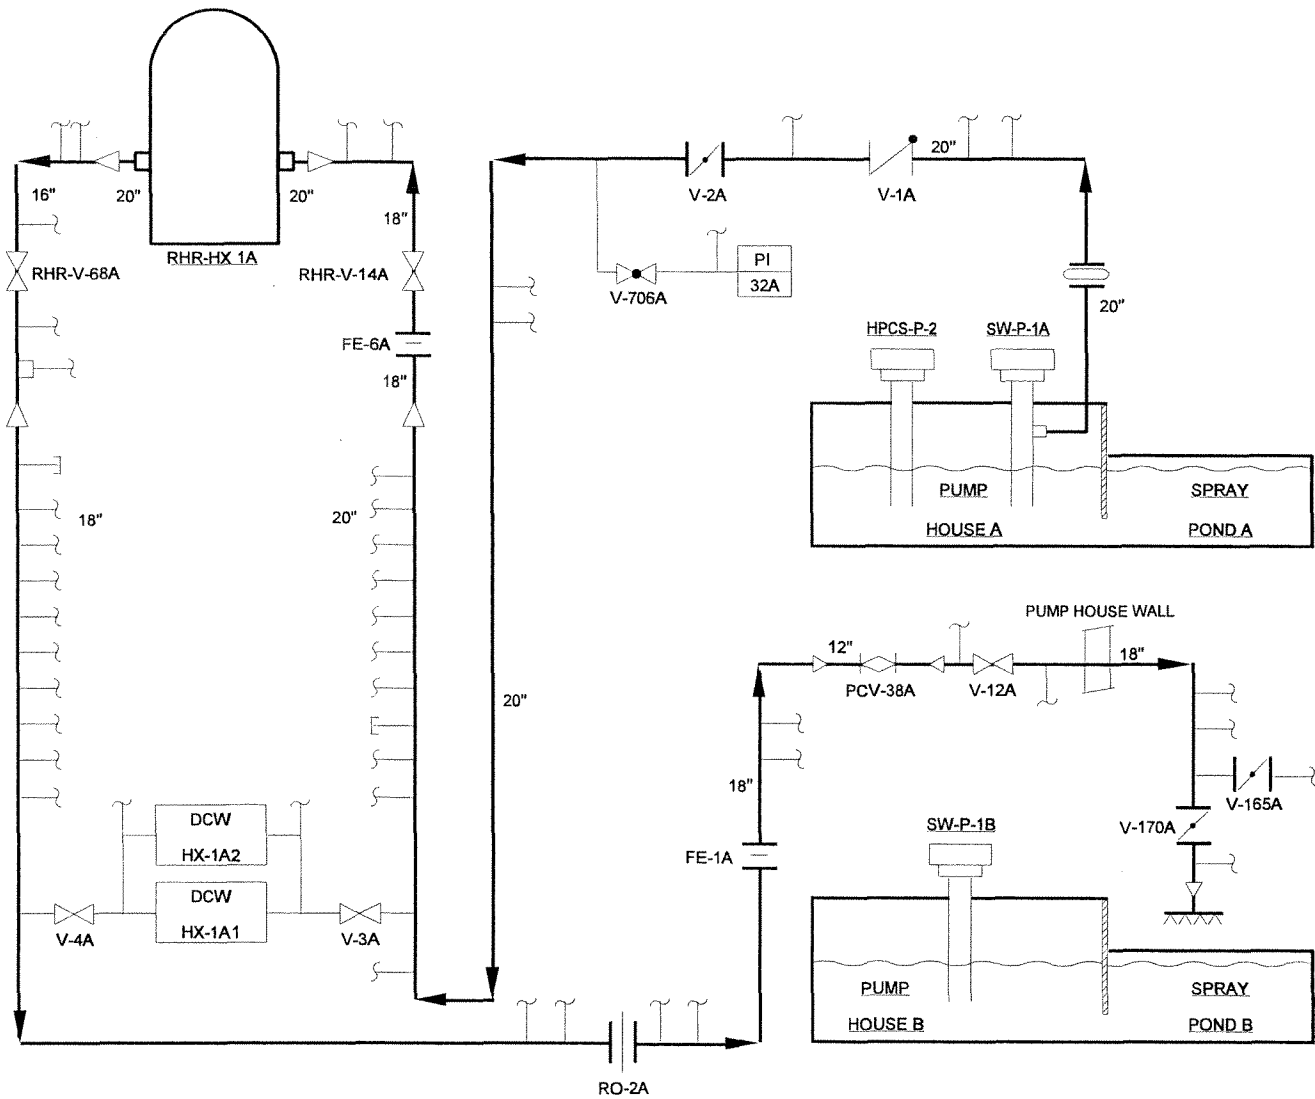 20"
V-2A
V-1A
16"
20"
20"
18"
RHR-HX 1A
RHR-V-68A
RHR-V-14A
PI
32A
V-706A
20"
HPCS-P-2
SW-P-1A
FE-6A
18"
PUMP
HOUSE A
SPRAY
POND A
18"
20"
PUMP HOUSE WALL
12"
18"
PCV-38A
V-12A
20"
18"
V-165A
V-170A
DCW
HX-1A2
SW-P-1B
FE-1A
DCW
HX-1A1
V-4A
V-3A
PUMP
HOUSE B
SPRAY
POND B
RO-2A